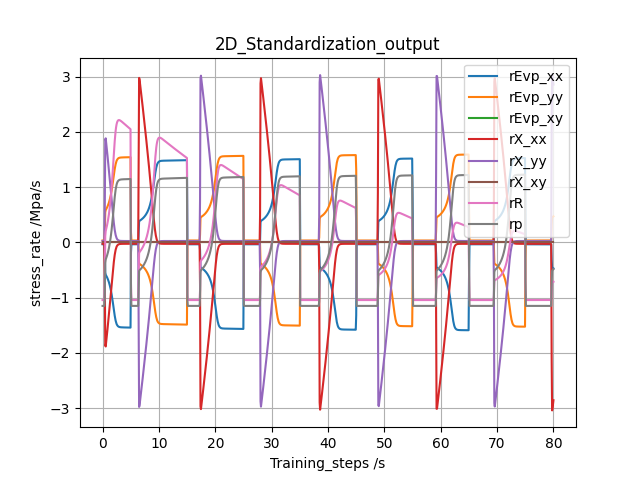 2D_Standardization_output
3
2
1
0
−1
−2
−3
stress_rate /Mpa/s
rEvp_xx
rEvp_yy
rEvp_xy
rX_xx
rX_yy
rX_xy
rR
rp
0 10 20 30 40 50 60 70 80
Training_steps /s